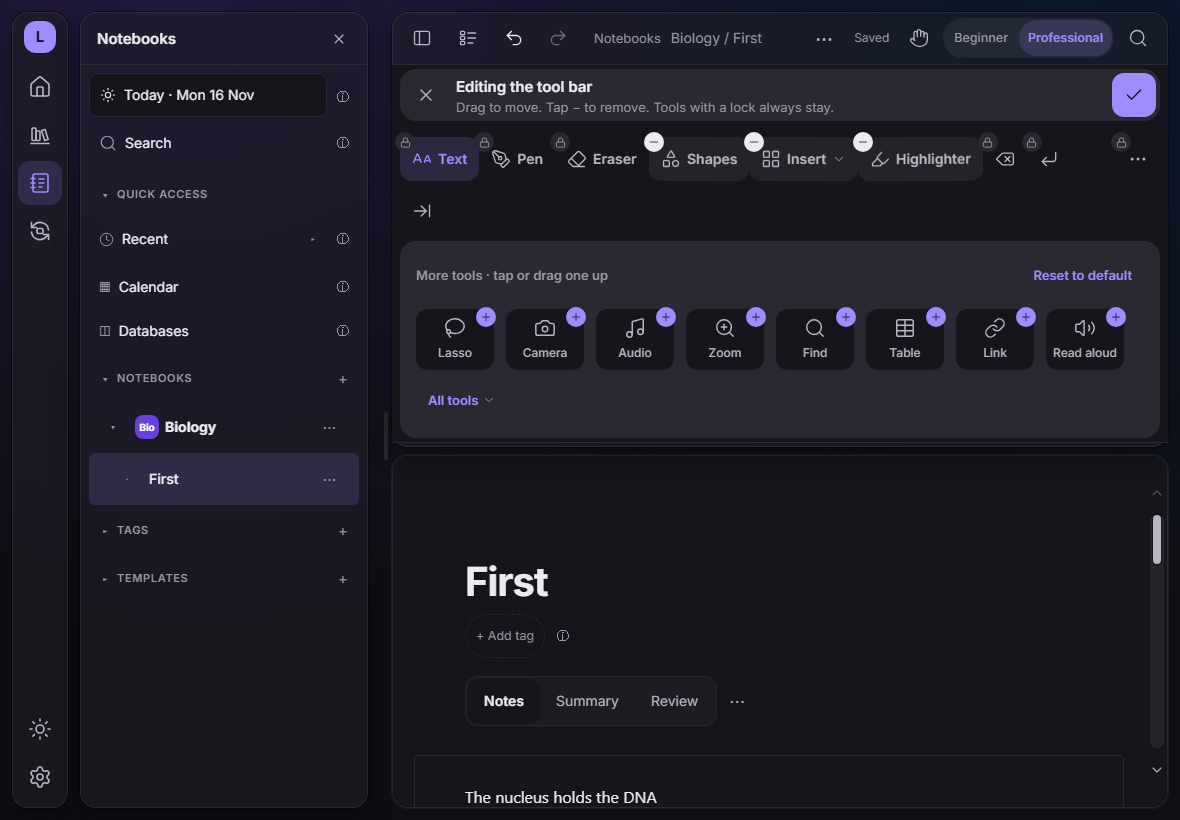 L
Notebooks
Today · Mon 16 Nov
Search
QUICK ACCESS
Recent
Calendar
Databases
NOTEBOOKS
Bio Biology
First
TAGS
TEMPLATES
Notebooks Biology / First
Saved
Beginner Professional
Editing the tool bar
Drag to move. Tap − to remove. Tools with a lock always stay.
AA Text Pen Eraser Shapes Insert Highlighter
More tools · tap or drag one up
Reset to default
Lasso Camera Audio Zoom Find Table Link Read aloud
All tools
First
+ Add tag
Notes Summary Review
The nucleus holds the DNA